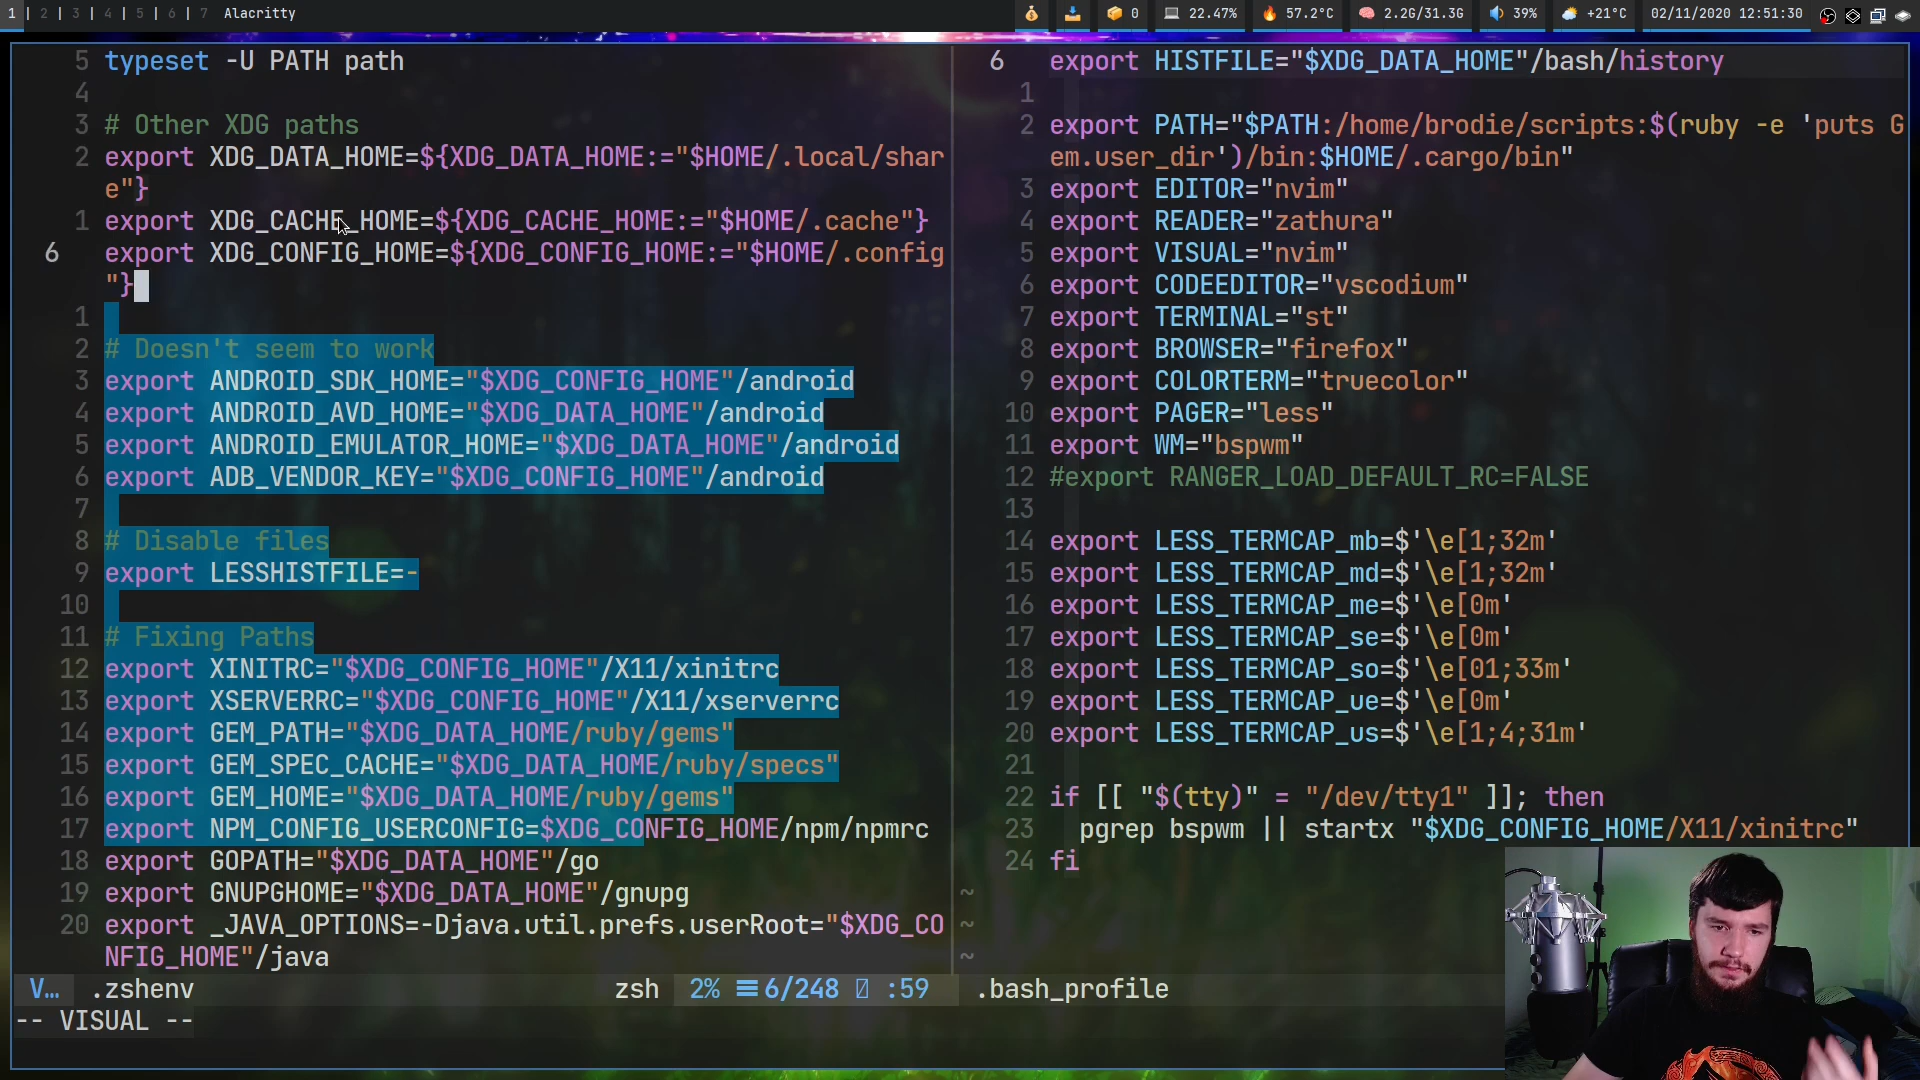 1 | 2 | 3 | 4 | 5 | 6 | 7 Alacritty
0 22.47% 57.2°C 2.2G/31.3G 39% +21°C 02/11/2020 12:51:30
5 typeset -U PATH path
4
3 # Other XDG paths
2 export XDG_DATA_HOME=${XDG_DATA_HOME:="$HOME/.local/shar
e"}
1 export XDG_CACHE_HOME=${XDG_CACHE_HOME:="$HOME/.cache"}
6 export XDG_CONFIG_HOME=${XDG_CONFIG_HOME:="$HOME/.config
"}
1
2 # Doesn't seem to work
3 export ANDROID_SDK_HOME="$XDG_CONFIG_HOME"/android
4 export ANDROID_AVD_HOME="$XDG_DATA_HOME"/android
5 export ANDROID_EMULATOR_HOME="$XDG_DATA_HOME"/android
6 export ADB_VENDOR_KEY="$XDG_CONFIG_HOME"/android
7
8 # Disable files
9 export LESSHISTFILE=-
10
11 # Fixing Paths
12 export XINITRC="$XDG_CONFIG_HOME"/X11/xinitrc
13 export XSERVERRC="$XDG_CONFIG_HOME"/X11/xserverrc
14 export GEM_PATH="$XDG_DATA_HOME/ruby/gems"
15 export GEM_SPEC_CACHE="$XDG_DATA_HOME/ruby/specs"
16 export GEM_HOME="$XDG_DATA_HOME/ruby/gems"
17 export NPM_CONFIG_USERCONFIG=$XDG_CONFIG_HOME/npm/npmrc
18 export GOPATH="$XDG_DATA_HOME"/go
19 export GNUPGHOME="$XDG_DATA_HOME"/gnupg
20 export _JAVA_OPTIONS=-Djava.util.prefs.userRoot="$XDG_CO
NFIG_HOME"/java
V… .zshenv zsh 2% 6/248 :59
-- VISUAL --
6 export HISTFILE="$XDG_DATA_HOME"/bash/history
1
2 export PATH="$PATH:/home/brodie/scripts:$(ruby -e 'puts G
em.user_dir')/bin:$HOME/.cargo/bin"
3 export EDITOR="nvim"
4 export READER="zathura"
5 export VISUAL="nvim"
6 export CODEEDITOR="vscodium"
7 export TERMINAL="st"
8 export BROWSER="firefox"
9 export COLORTERM="truecolor"
10 export PAGER="less"
11 export WM="bspwm"
12 #export RANGER_LOAD_DEFAULT_RC=FALSE
13
14 export LESS_TERMCAP_mb=$'\e[1;32m'
15 export LESS_TERMCAP_md=$'\e[1;32m'
16 export LESS_TERMCAP_me=$'\e[0m'
17 export LESS_TERMCAP_se=$'\e[0m'
18 export LESS_TERMCAP_so=$'\e[01;33m'
19 export LESS_TERMCAP_ue=$'\e[0m'
20 export LESS_TERMCAP_us=$'\e[1;4;31m'
21
22 if [[ "$(tty)" = "/dev/tty1" ]]; then
23 pgrep bspwm || startx "$XDG_CONFIG_HOME/X11/xinitrc"
24 fi
~
~
~
.bash_profile